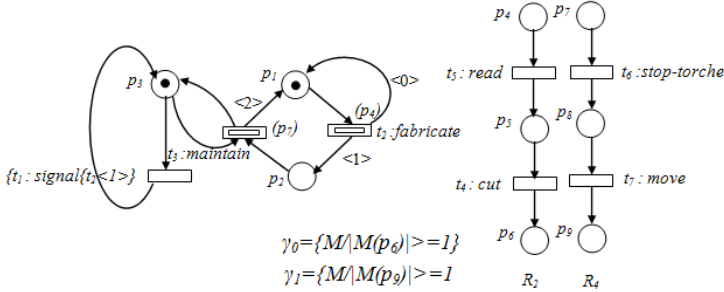 p4
p7
p3
p1
<0>
<2>
t5 : read
t6 :stop-torche
(p7)
(p4)
t2 : fabricate
t3 : maintain
p5
p8
<1>
{t1 : signal{t2<1>}
p2
t4 : cut
t7 : move
p6
p9
γ0={M/|M(p6)|>=1}
γ1={M/|M(p9)|>=1
R2
R4